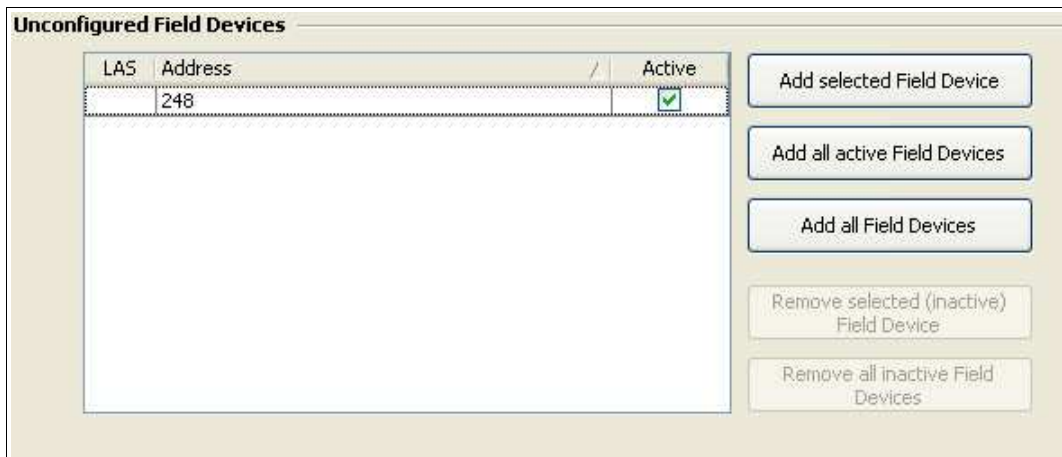 Unconfigured Field Devices
LAS Address Active
248
Add selected Field Device
Add all active Field Devices
Add all Field Devices
Remove selected (inactive)
Field Device
Remove all inactive Field
Devices